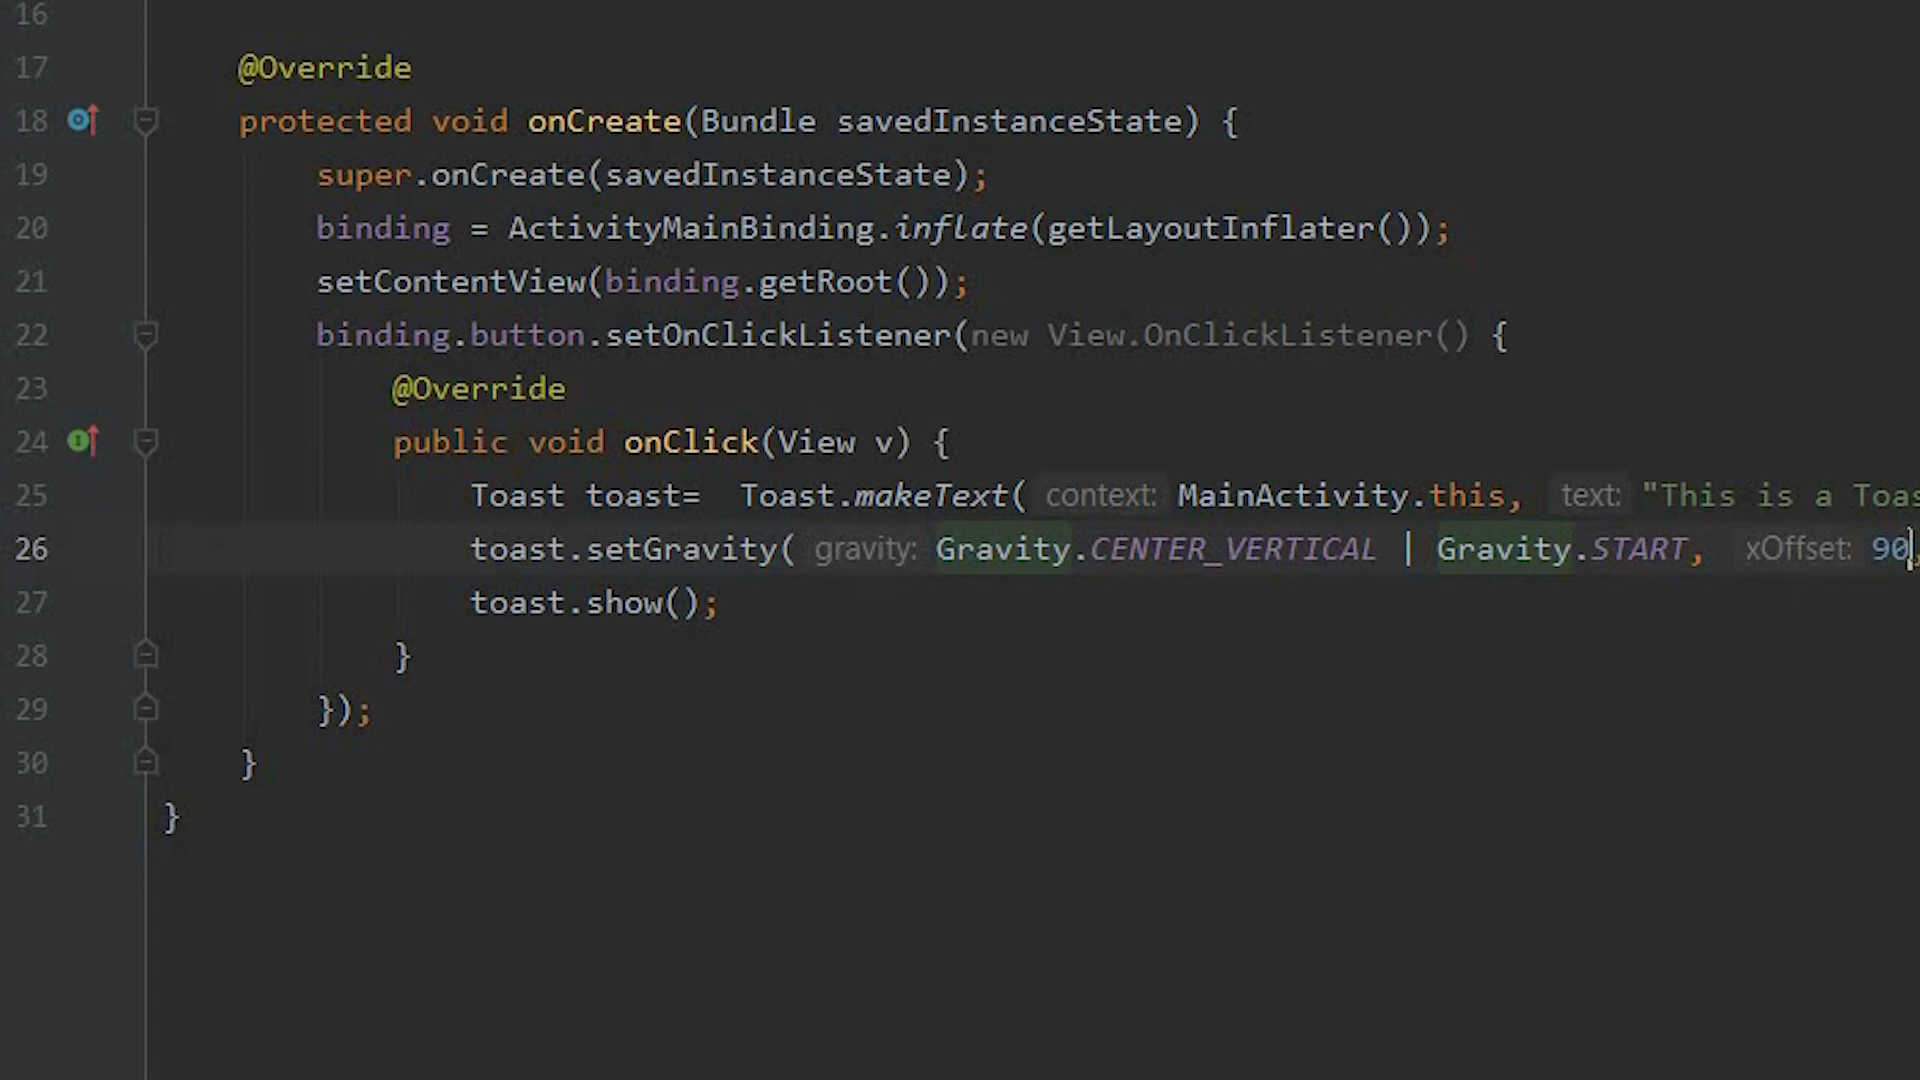 16
17 @Override
18 protected void onCreate(Bundle savedInstanceState) {
19 super.onCreate(savedInstanceState);
20 binding = ActivityMainBinding.inflate(getLayoutInflater());
21 setContentView(binding.getRoot());
22 binding.button.setOnClickListener(new View.OnClickListener() {
23 @Override
24 public void onClick(View v) {
25 Toast toast= Toast.makeText( context: MainActivity.this, text: "This is a Toas
26 toast.setGravity( gravity: Gravity.CENTER_VERTICAL | Gravity.START, xOffset: 90,
27 toast.show();
28 }
29 });
30 }
31 }